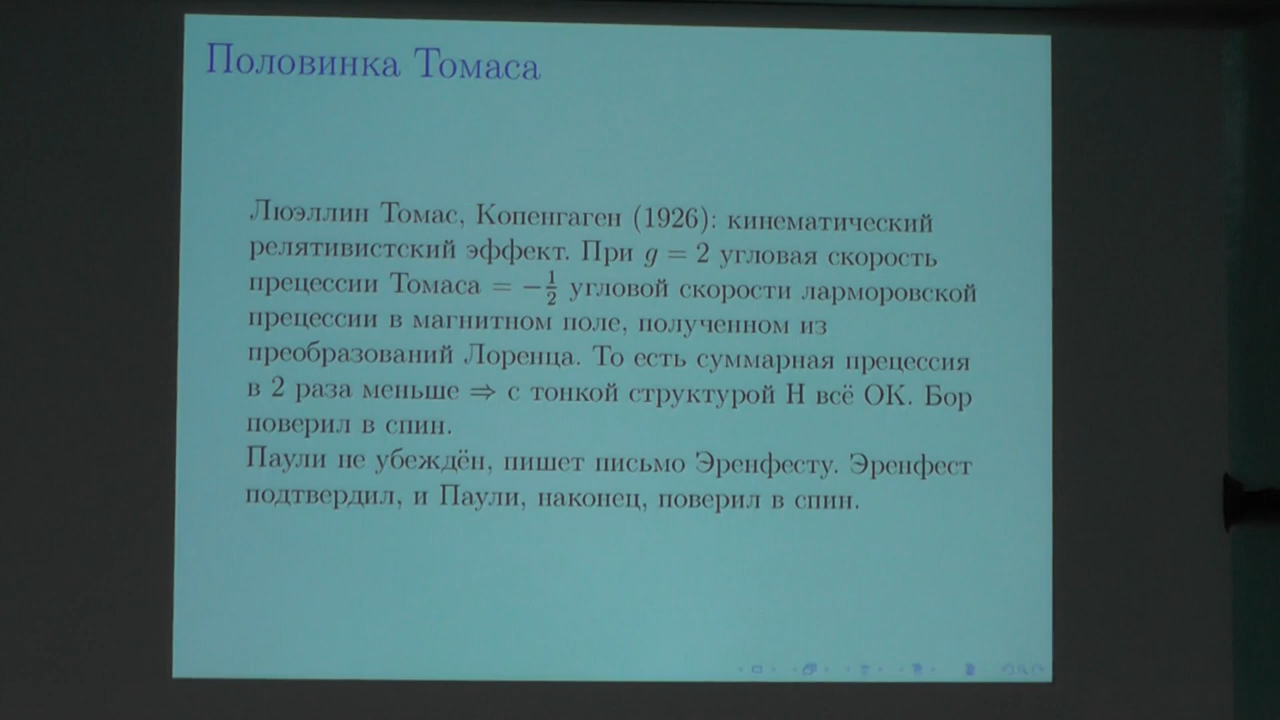 Половинка Томаса
Люэллин Томас, Копенгаген (1926): кинематический
релятивистский эффект. При g = 2 угловая скорость
прецессии Томаса = −1/2 угловой скорости ларморовской
прецессии в магнитном поле, полученном из
преобразований Лоренца. То есть суммарная прецессия
в 2 раза меньше ⇒ с тонкой структурой H всё OK. Бор
поверил в спин.
Паули не убеждён, пишет письмо Эренфесту. Эренфест
подтвердил, и Паули, наконец, поверил в спин.